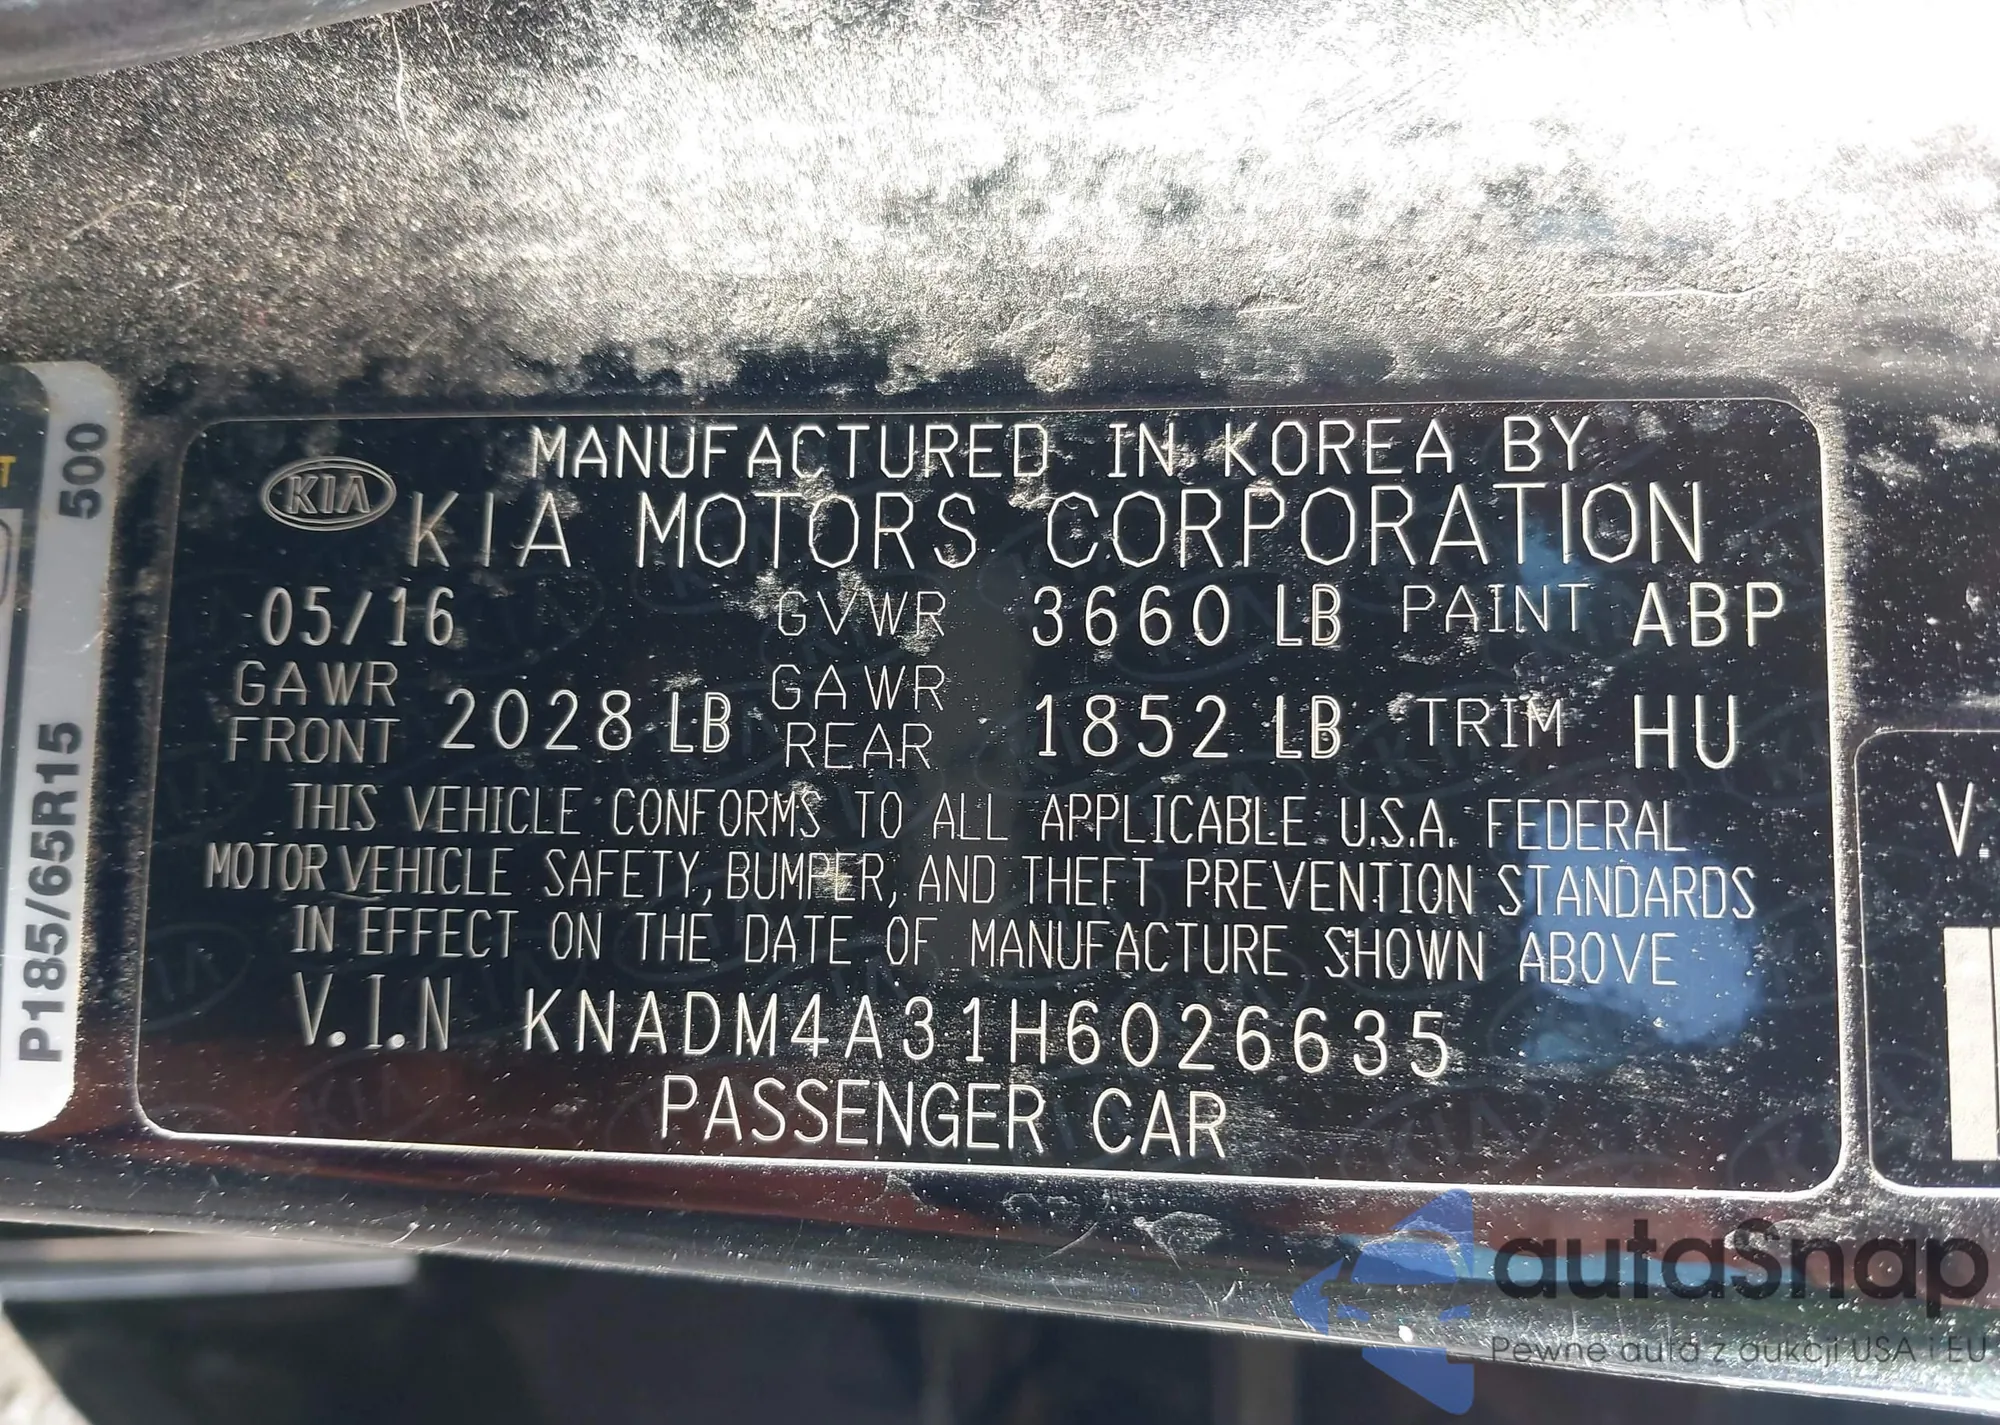 MANUFACTURED IN KOREA BY
KIA KIA MOTORS CORPORATION
05/16 GVWR 3660 LB PAINT ABP
GAWR FRONT 2028 LB GAWR REAR 1852 LB TRIM HU
THIS VEHICLE CONFORMS TO ALL APPLICABLE U.S.A. FEDERAL
MOTOR VEHICLE SAFETY, BUMPER, AND THEFT PREVENTION STANDARDS
IN EFFECT ON THE DATE OF MANUFACTURE SHOWN ABOVE
V.I.N KNADM4A31H6026635
PASSENGER CAR
P185/65R15 500
V.
autaSnap
Pewne auta z aukcji USA i EU